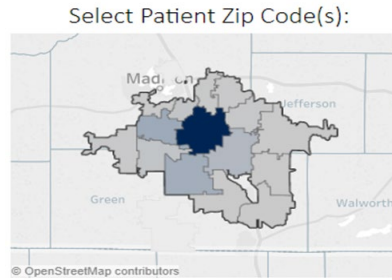 Select Patient Zip Code(s):
Jefferson
Green
Walworth
© OpenStreetMap contributors